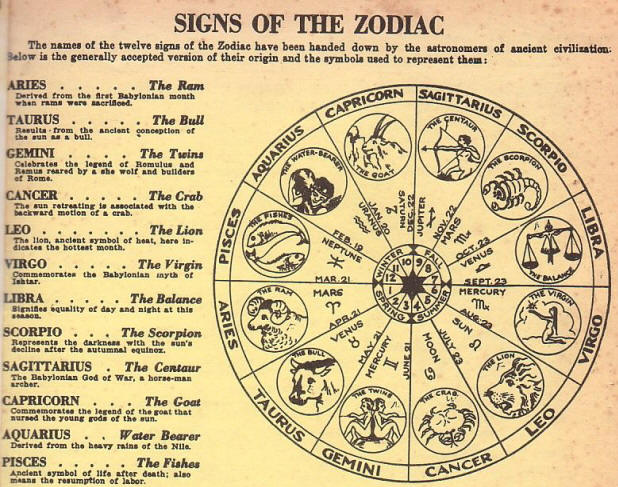 SIGNS OF THE ZODIAC
The names of the twelve signs of the Zodiac have been handed down by the astronomers of ancient civilization.
Below is the generally accepted version of their origin and the symbols used to represent them:
ARIES . . . . . The Ram
Derived from the first Babylonian month
when rams were sacrificed.
TAURUS . . . . . The Bull
Results from the ancient conception of
the sun as a bull.
GEMINI . . . . The Twins
Celebrates the legend of Romulus and
Remus reared by a she wolf and builders
of Rome.
CANCER . . . . . The Crab
The sun retreating is associated with the
backward motion of a crab.
LEO . . . . . . . The Lion
The lion, ancient symbol of heat, here in-
dicates the hottest month.
VIRGO . . . . . The Virgin
Commemorates the Babylonian myth of
Ishtar.
LIBRA . . . . . The Balance
Signifies equality of day and night at this
season.
SCORPIO . . . The Scorpion
Represents the darkness with the sun's
decline after the autumnal equinox.
SAGITTARIUS . The Centaur
The Babylonian God of War, a horse-man
archer.
CAPRICORN . . . The Goat
Commemorates the legend of the goat that
nursed the young gods of the sun.
AQUARIUS . . Water Bearer
Derived from the heavy rains of the Nile.
PISCES . . . . The Fishes
Ancient symbol of life after death; also
means the resumption of labor.
CAPRICORN
THE GOAT
DEC. 22
SATURN
SAGITTARIUS
THE CENTAUR
NOV. 22
JUPITER
SCORPIO
THE SCORPION
OCT. 23
MARS
LIBRA
THE BALANCE
SEPT. 23
VENUS
VIRGO
THE VIRGIN
AUG. 23
MERCURY
LEO
THE LION
JULY 23
SUN
CANCER
THE CRAB
JUNE 21
MOON
GEMINI
THE TWINS
MAY 21
MERCURY
TAURUS
THE BULL
APR. 21
VENUS
ARIES
THE RAM
MAR. 21
MARS
PISCES
THE FISHES
FEB. 19
NEPTUNE
AQUARIUS
THE WATER-BEARER
JAN. 20
URANUS
WINTER
FALL
SPRING
SUMMER